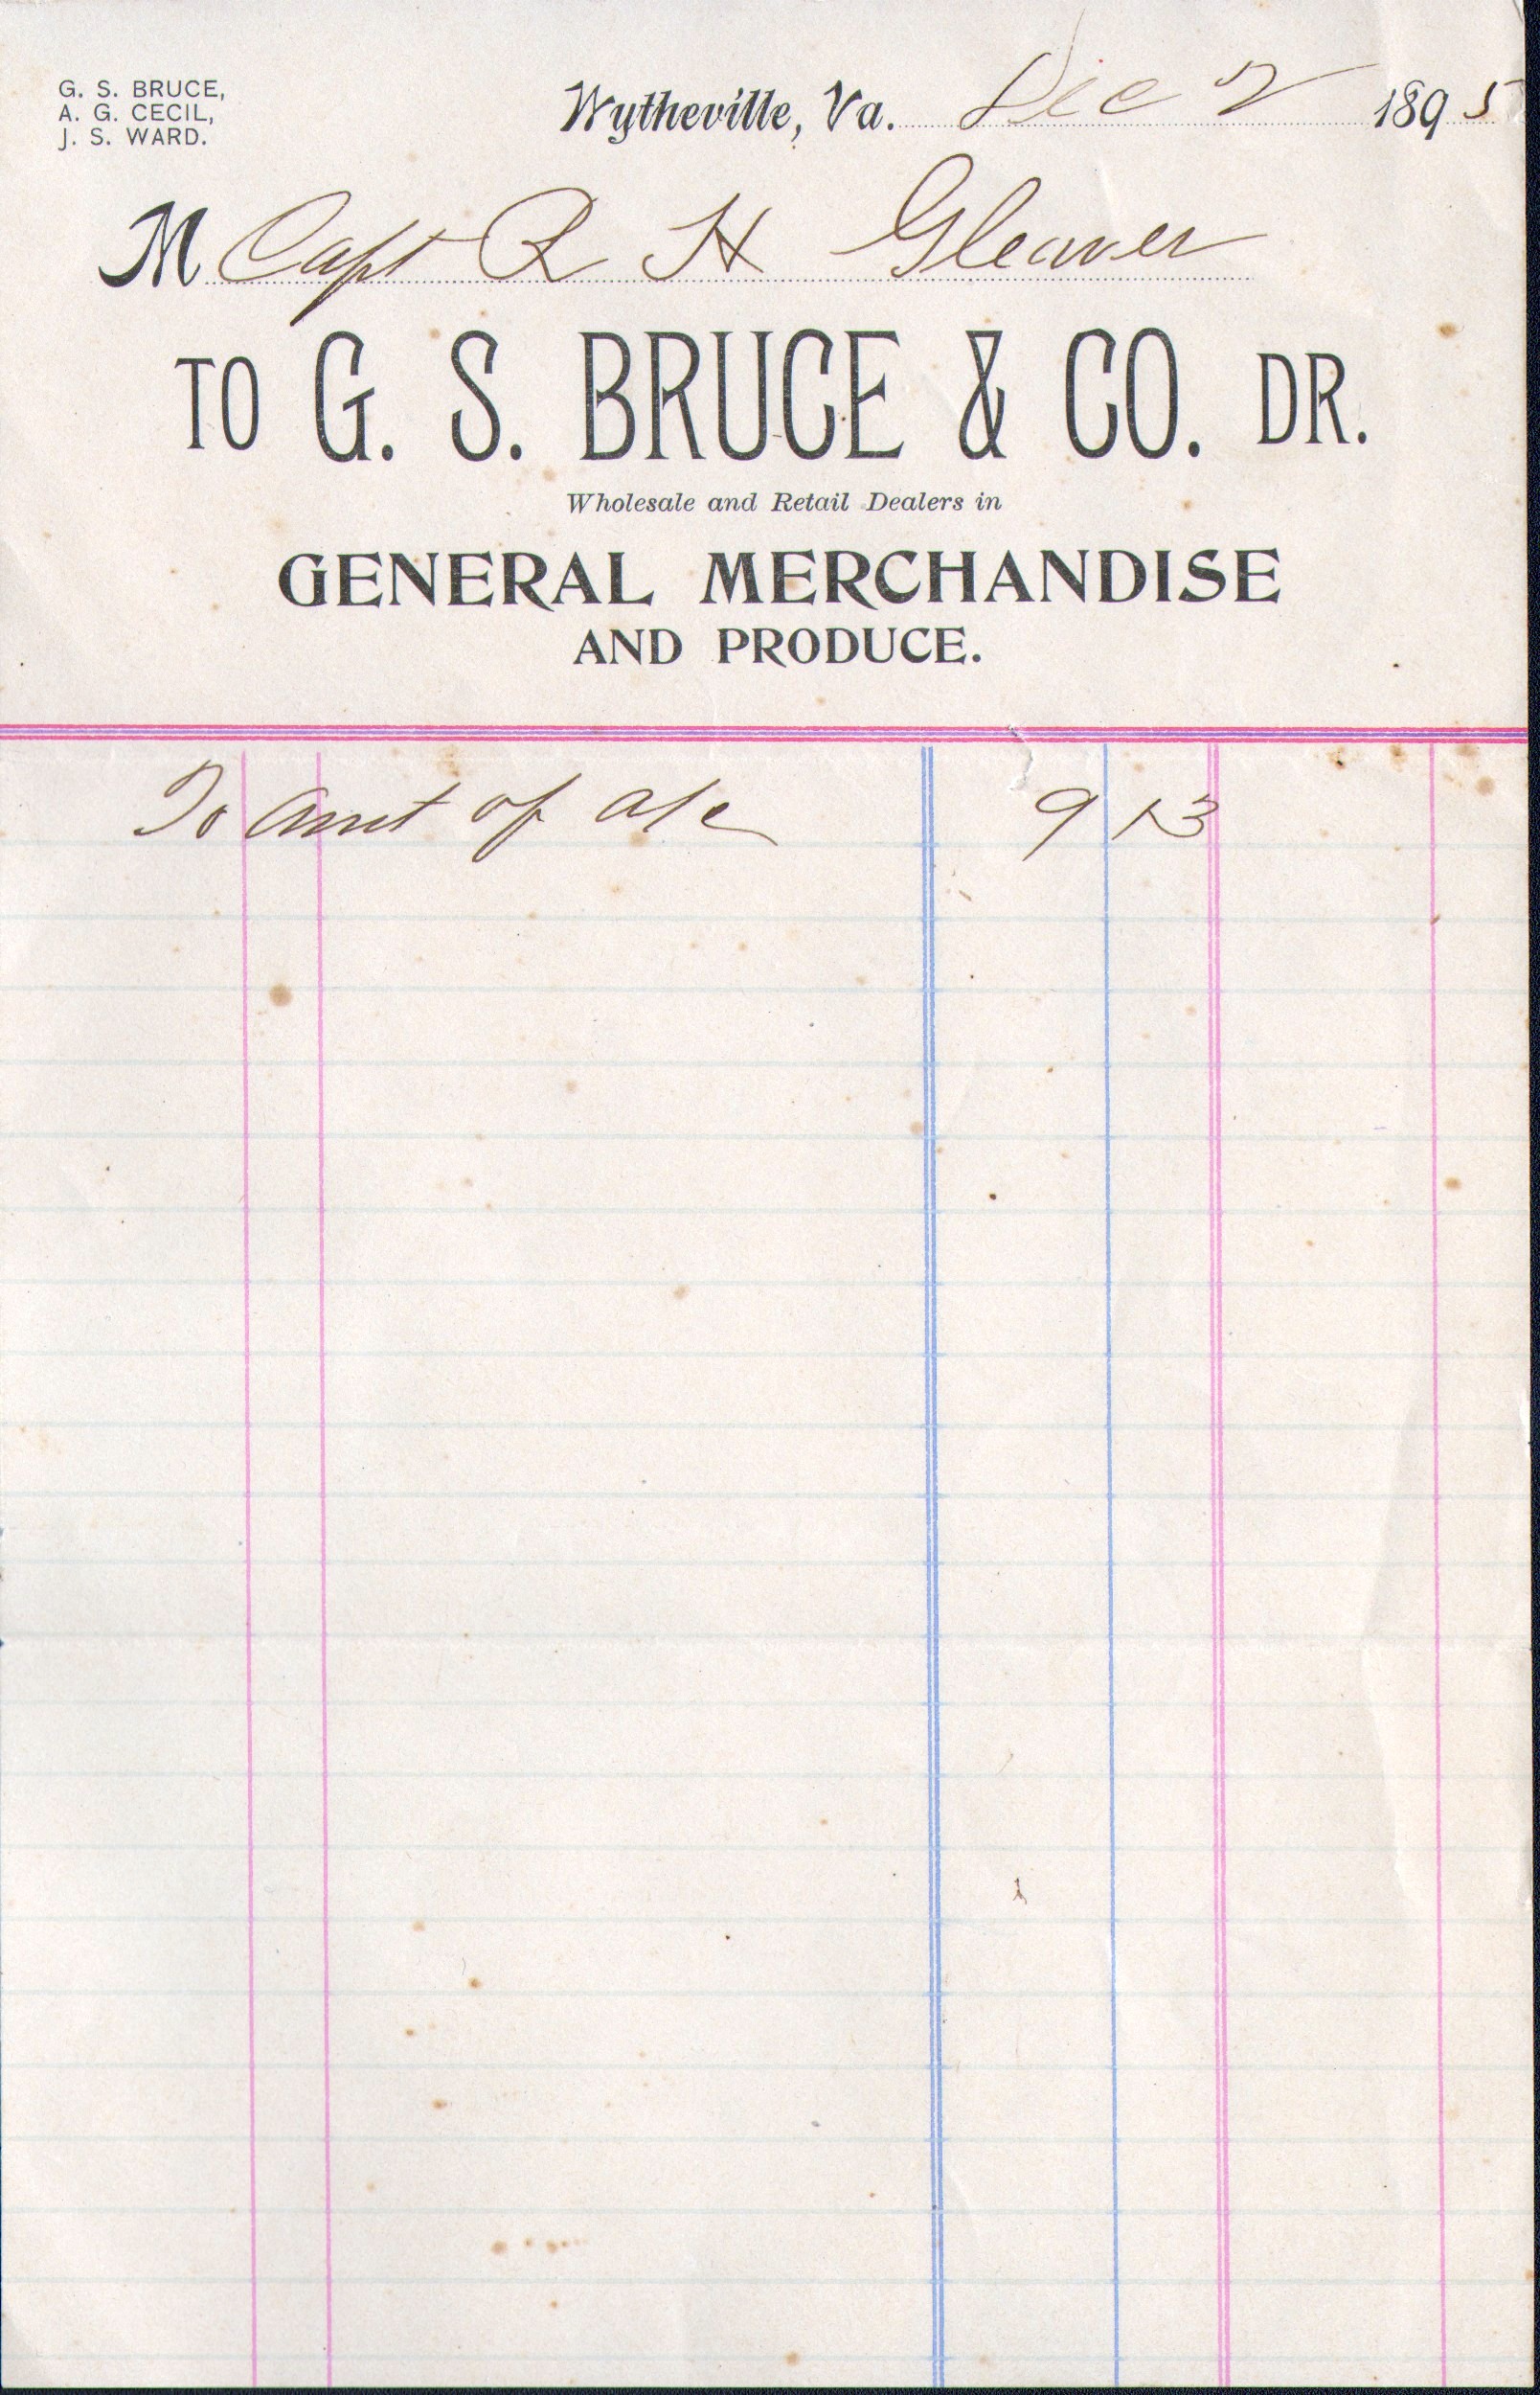 G. S. BRUCE,
A. G. CECIL,
J. S. WARD.
Wytheville, Va. Dec 2 1895
M Capt R H Gleaver
TO G. S. BRUCE & CO. DR.
Wholesale and Retail Dealers in
GENERAL MERCHANDISE
AND PRODUCE.
To Amt of a/c 9 13